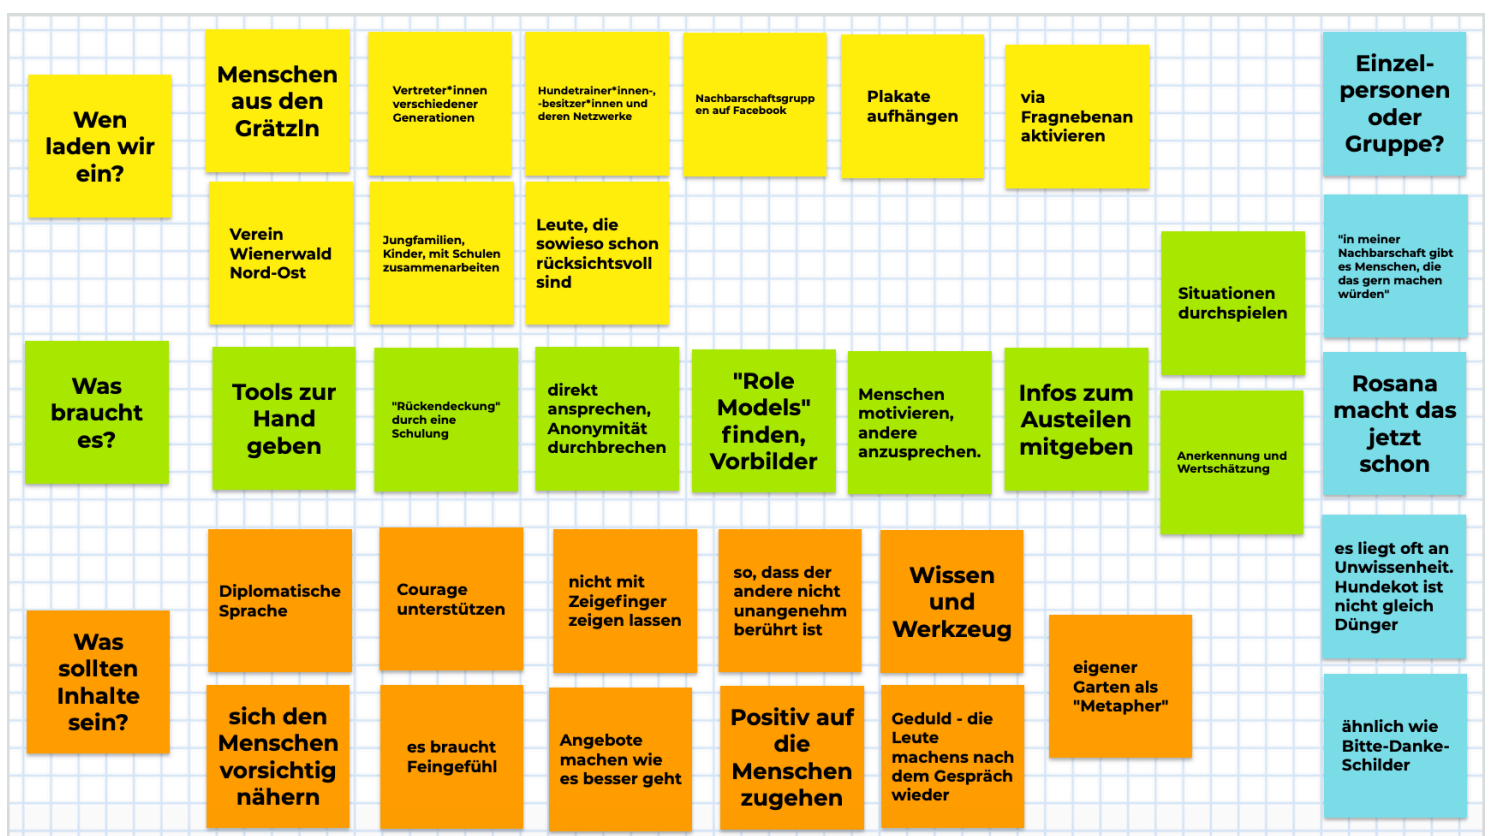 Wen
laden wir
ein?
Menschen
aus den
Grätzln
Vertreter*innen
verschiedener
Generationen
Hundetrainer*innen-,
-besitzer*innen und
deren Netzwerke
Nachbarschaftsgrupp
en auf Facebook
Plakate
aufhängen
via
Fragnebenan
aktivieren
Verein
Wienerwald
Nord-Ost
Jungfamilien,
Kinder, mit Schulen
zusammenarbeiten
Leute, die
sowieso schon
rücksichtsvoll
sind
Was
braucht
es?
Tools zur
Hand
geben
"Rückendeckung"
durch eine
Schulung
direkt
ansprechen,
Anonymität
durchbrechen
"Role
Models"
finden,
Vorbilder
Menschen
motivieren,
andere
anzusprechen.
Infos zum
Austeilen
mitgeben
Situationen
durchspielen
Anerkennung und
Wertschätzung
Was
sollten
Inhalte
sein?
Diplomatische
Sprache
Courage
unterstützen
nicht mit
Zeigefinger
zeigen lassen
so, dass der
andere nicht
unangenehm
berührt ist
Wissen
und
Werkzeug
sich den
Menschen
vorsichtig
nähern
es braucht
Feingefühl
Angebote
machen wie
es besser geht
Positiv auf
die
Menschen
zugehen
Geduld - die
Leute
machens nach
dem Gespräch
wieder
eigener
Garten als
"Metapher"
Einzel-
personen
oder
Gruppe?
"in meiner
Nachbarschaft gibt
es Menschen, die
das gern machen
würden"
Rosana
macht das
jetzt
schon
es liegt oft an
Unwissenheit.
Hundekot ist
nicht gleich
Dünger
ähnlich wie
Bitte-Danke-
Schilder